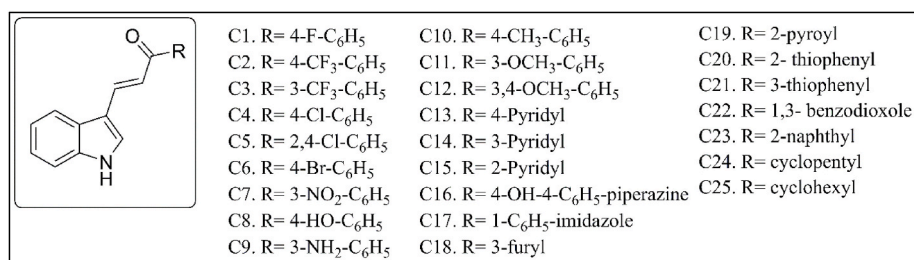 O
R
N
H
C1. R= 4-F-C₆H₅
C2. R= 4-CF₃-C₆H₅
C3. R= 3-CF₃-C₆H₅
C4. R= 4-Cl-C₆H₅
C5. R= 2,4-Cl-C₆H₅
C6. R= 4-Br-C₆H₅
C7. R= 3-NO₂-C₆H₅
C8. R= 4-HO-C₆H₅
C9. R= 3-NH₂-C₆H₅
C10. R= 4-CH₃-C₆H₅
C11. R= 3-OCH₃-C₆H₅
C12. R= 3,4-OCH₃-C₆H₅
C13. R= 4-Pyridyl
C14. R= 3-Pyridyl
C15. R= 2-Pyridyl
C16. R= 4-OH-4-C₆H₅-piperazine
C17. R= 1-C₆H₅-imidazole
C18. R= 3-furyl
C19. R= 2-pyroyl
C20. R= 2- thiophenyl
C21. R= 3-thiophenyl
C22. R= 1,3- benzodioxole
C23. R= 2-naphthyl
C24. R= cyclopentyl
C25. R= cyclohexyl